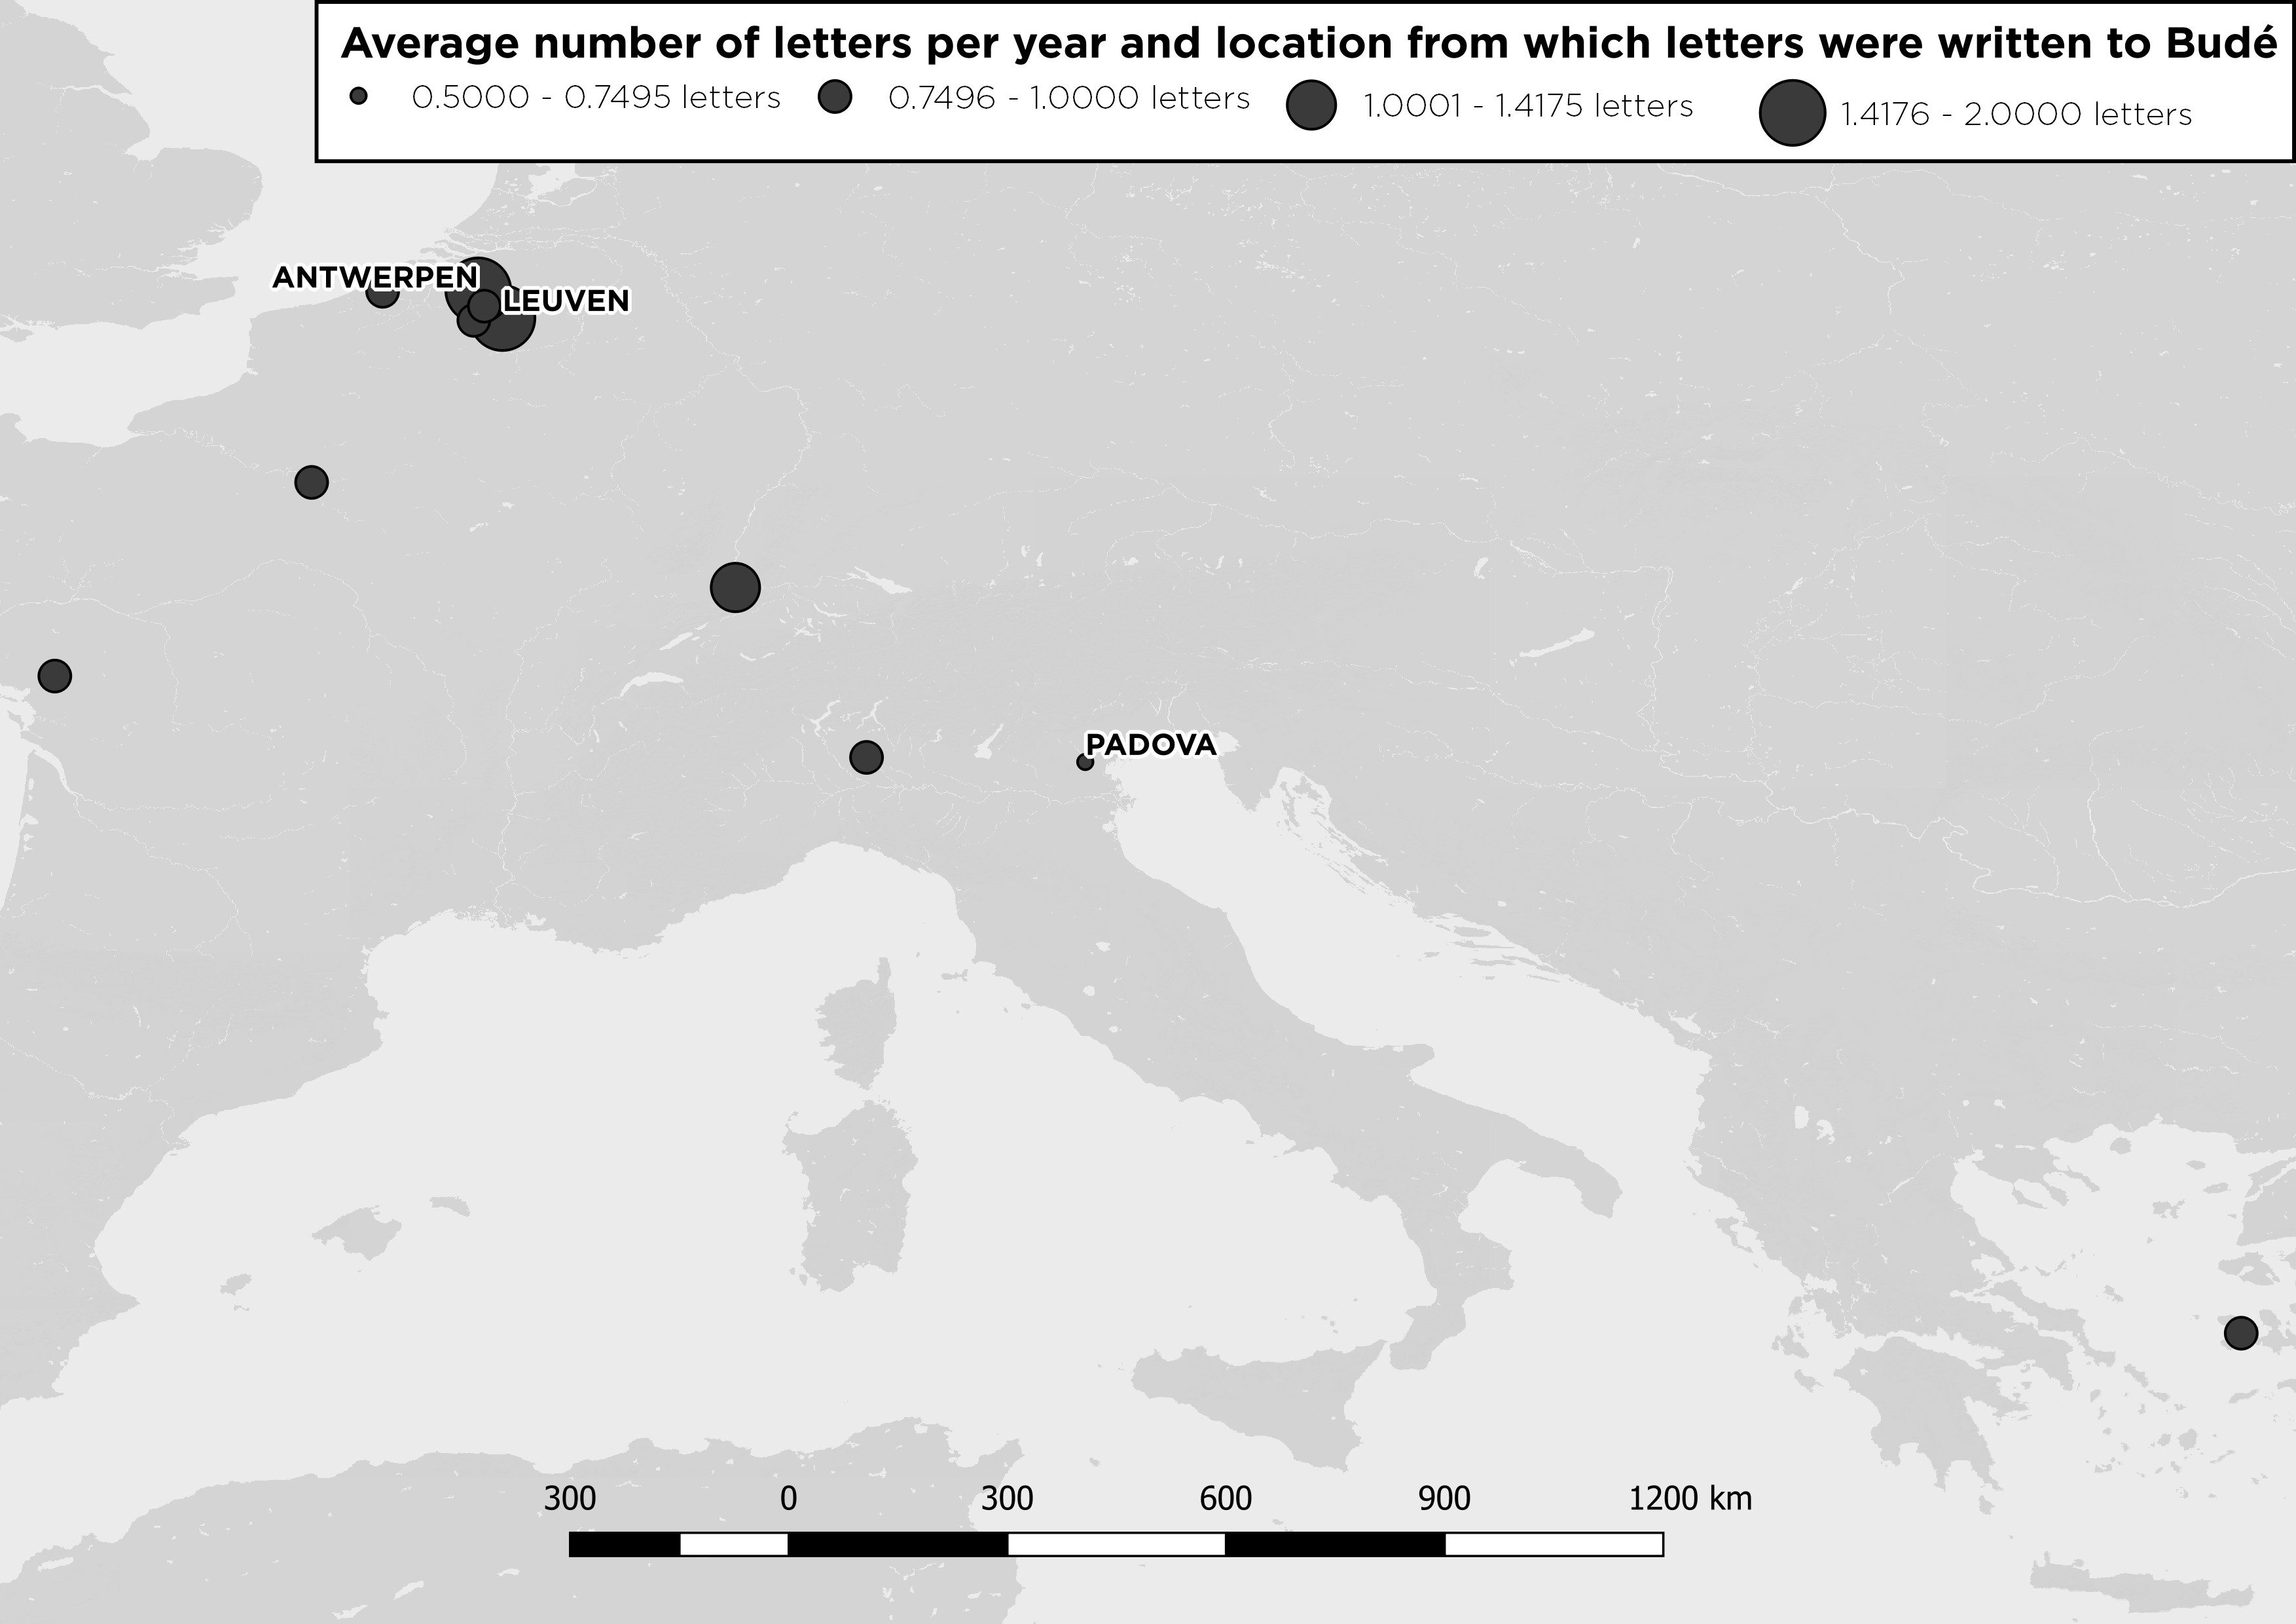 Average number of letters per year and location from which letters were written to Budé
0.5000 - 0.7495 letters 0.7496 - 1.0000 letters 1.0001 - 1.4175 letters 1.4176 - 2.0000 letters
ANTWERPEN
LEUVEN
PADOVA
300 0 300 600 900 1200 km